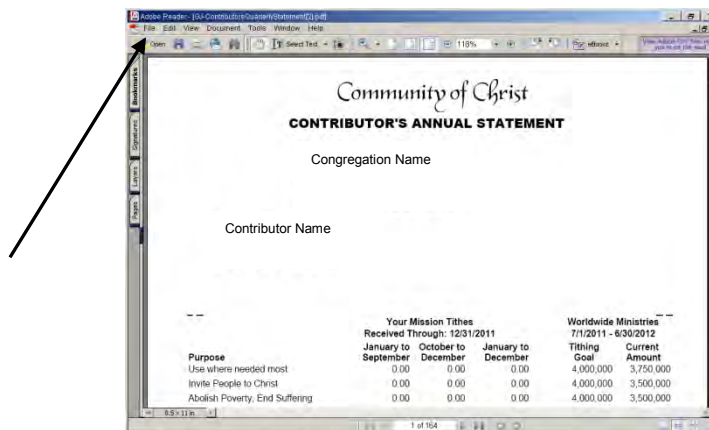 Adobe Reader - [GJ-ContributorsQuarterlyStatement(2).pdf]
File Edit View Document Tools Window Help
Open Select Text 118%
Bookmarks
Signatures
Layers
Pages
Community of Christ
CONTRIBUTOR'S ANNUAL STATEMENT
Congregation Name
Contributor Name
Your Mission Tithes Worldwide Ministries
Received Through: 12/31/2011 7/1/2011 - 6/30/2012
January to October to January to Tithing Current
Purpose September December December Goal Amount
Use where needed most 0.00 0.00 0.00 4,000,000 3,750,000
Invite People to Christ 0.00 0.00 0.00 4,000,000 3,500,000
Abolish Poverty, End Suffering 0.00 0.00 0.00 4,000,000 3,500,000
8.5 x 11 in
1 of 164